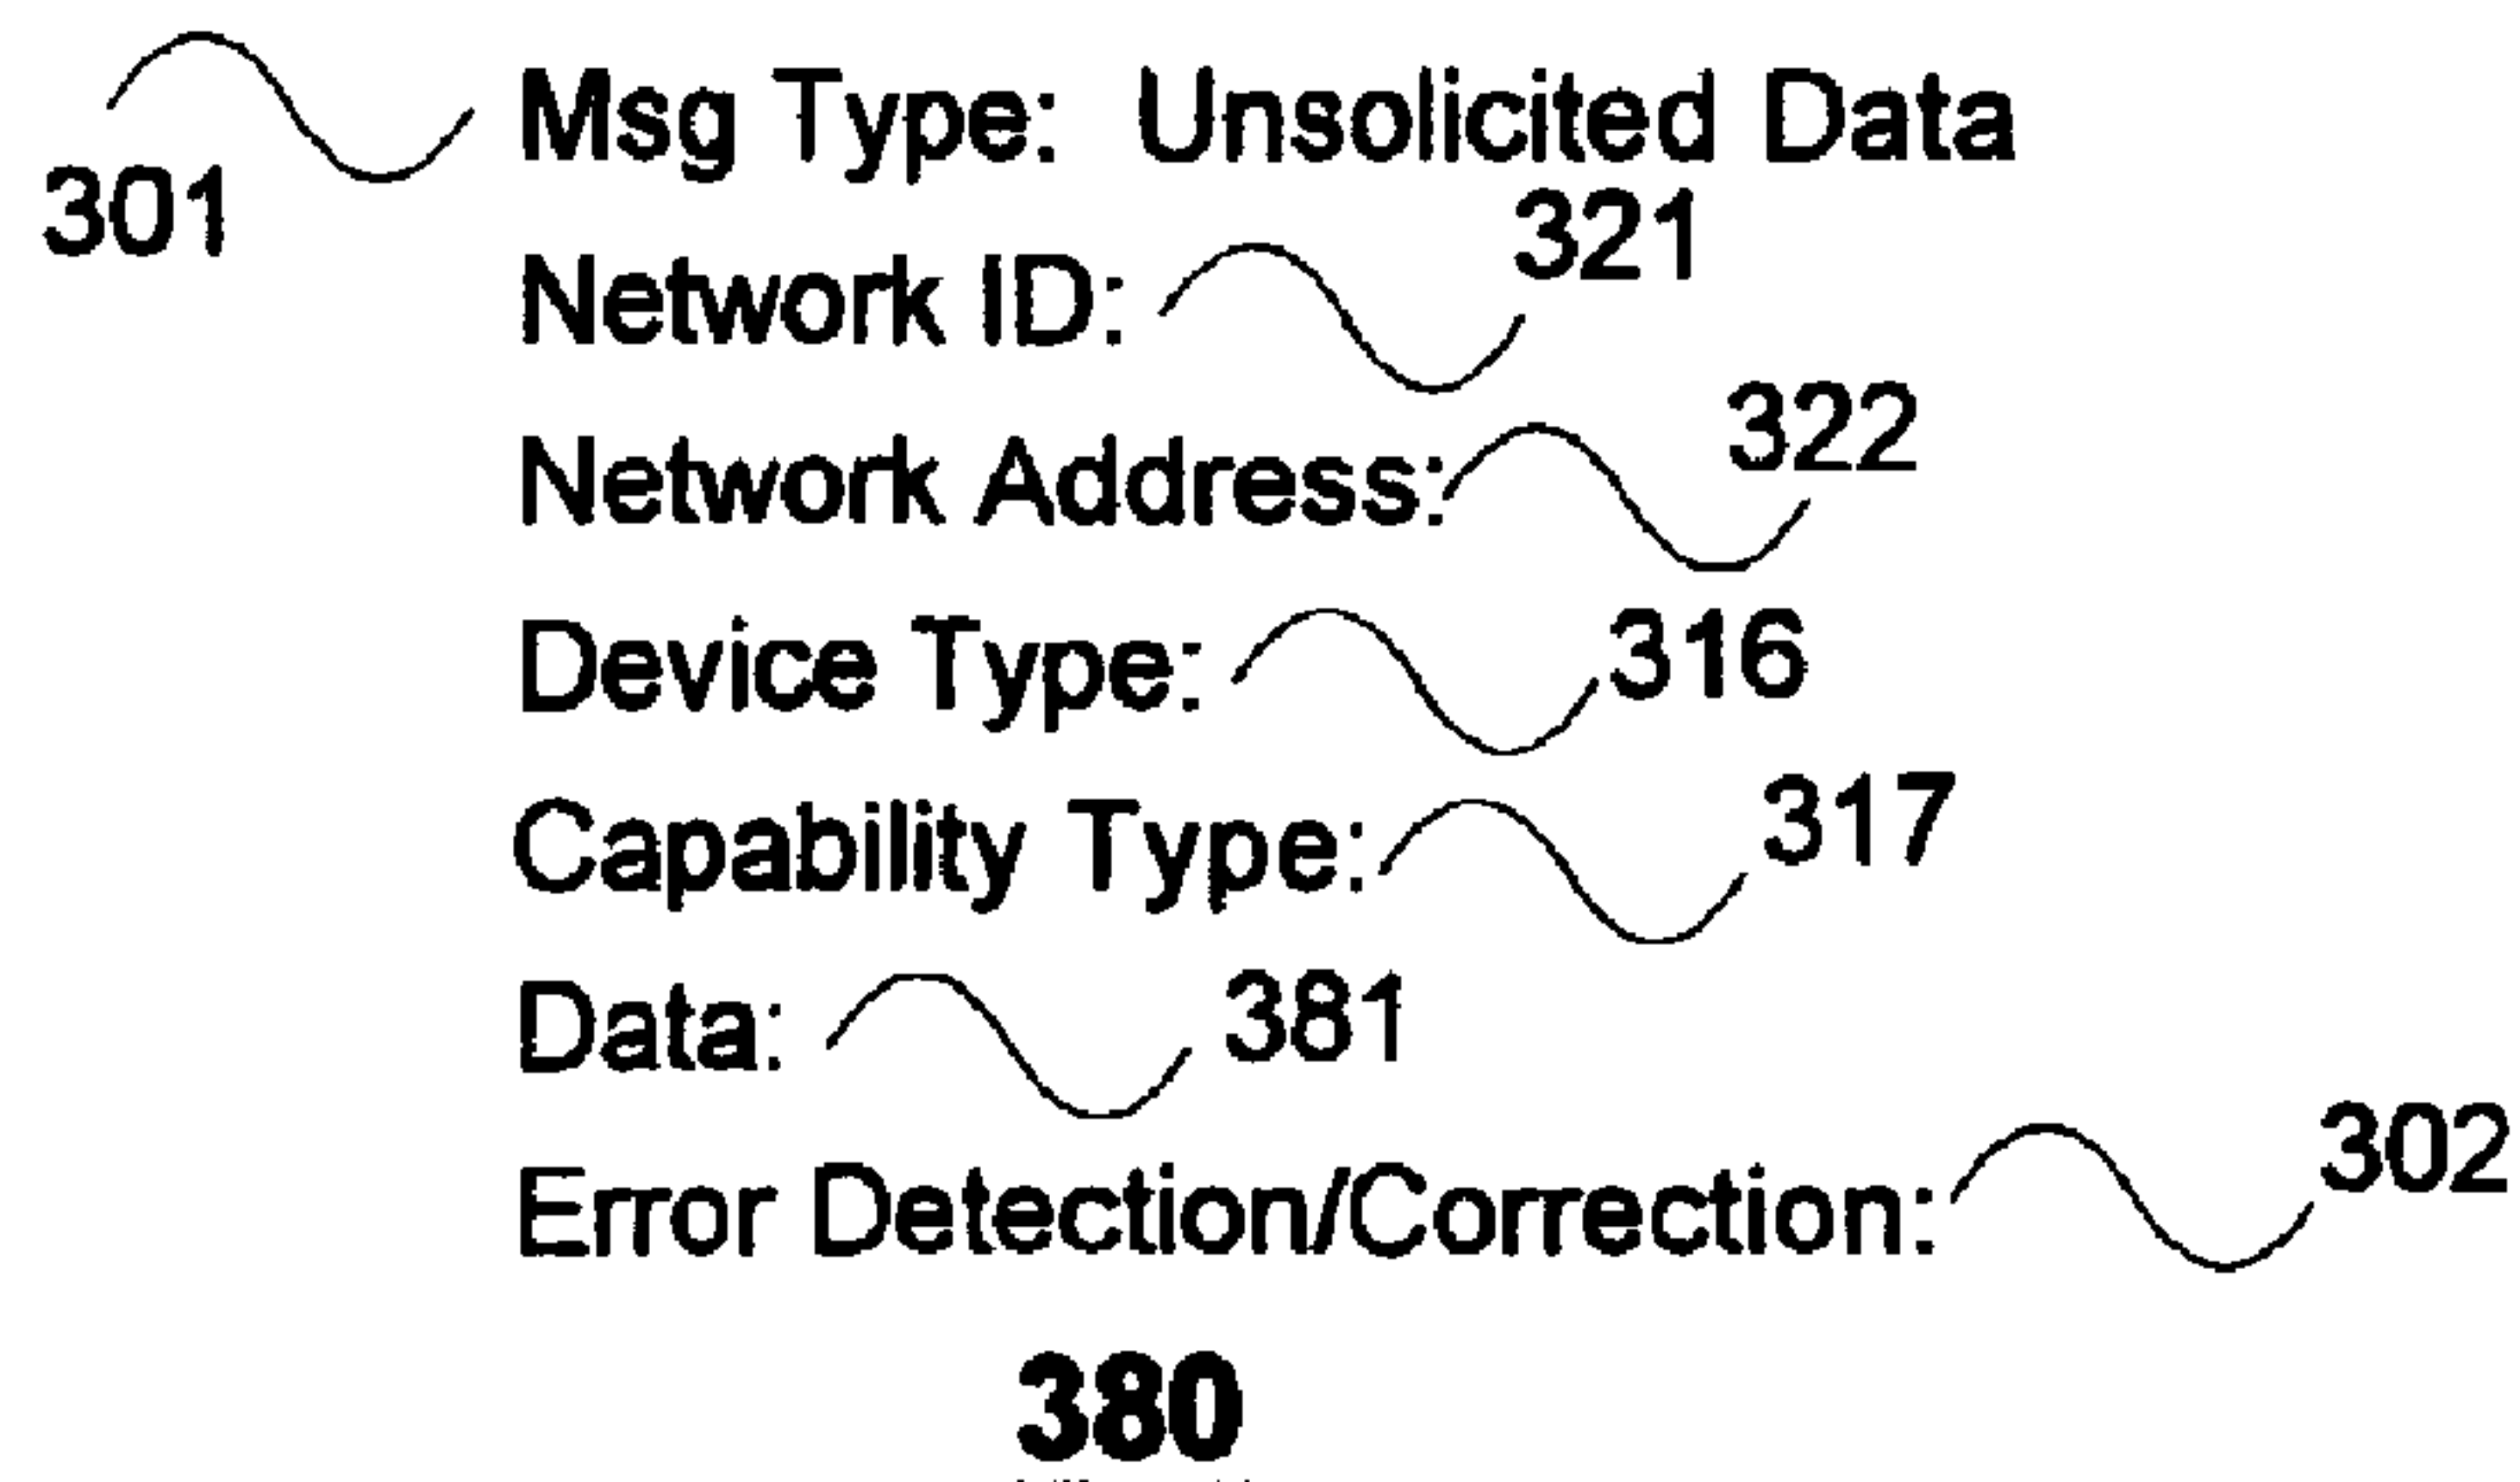 301 Msg Type: Unsolicited Data
Network ID: 321
Network Address: 322
Device Type: 316
Capability Type: 317
Data: 381
Error Detection/Correction: 302
380